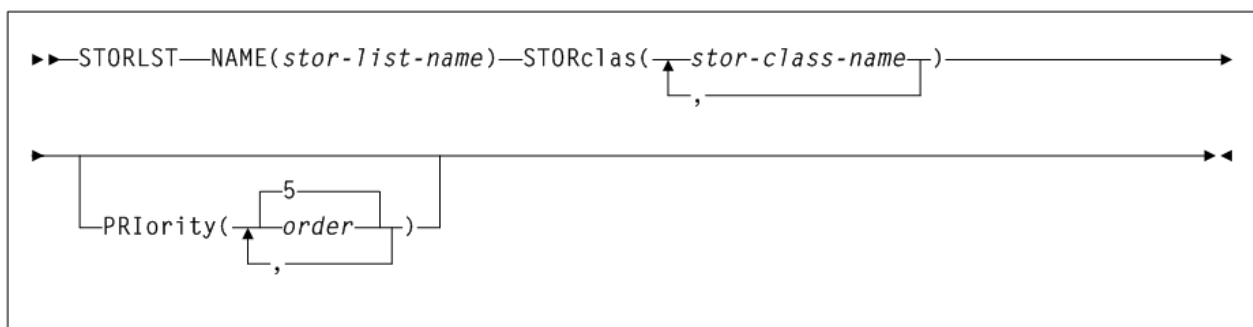 STORLST NAME(stor-list-name) STORclas( stor-class-name )
,
5
PRIority( order )
,